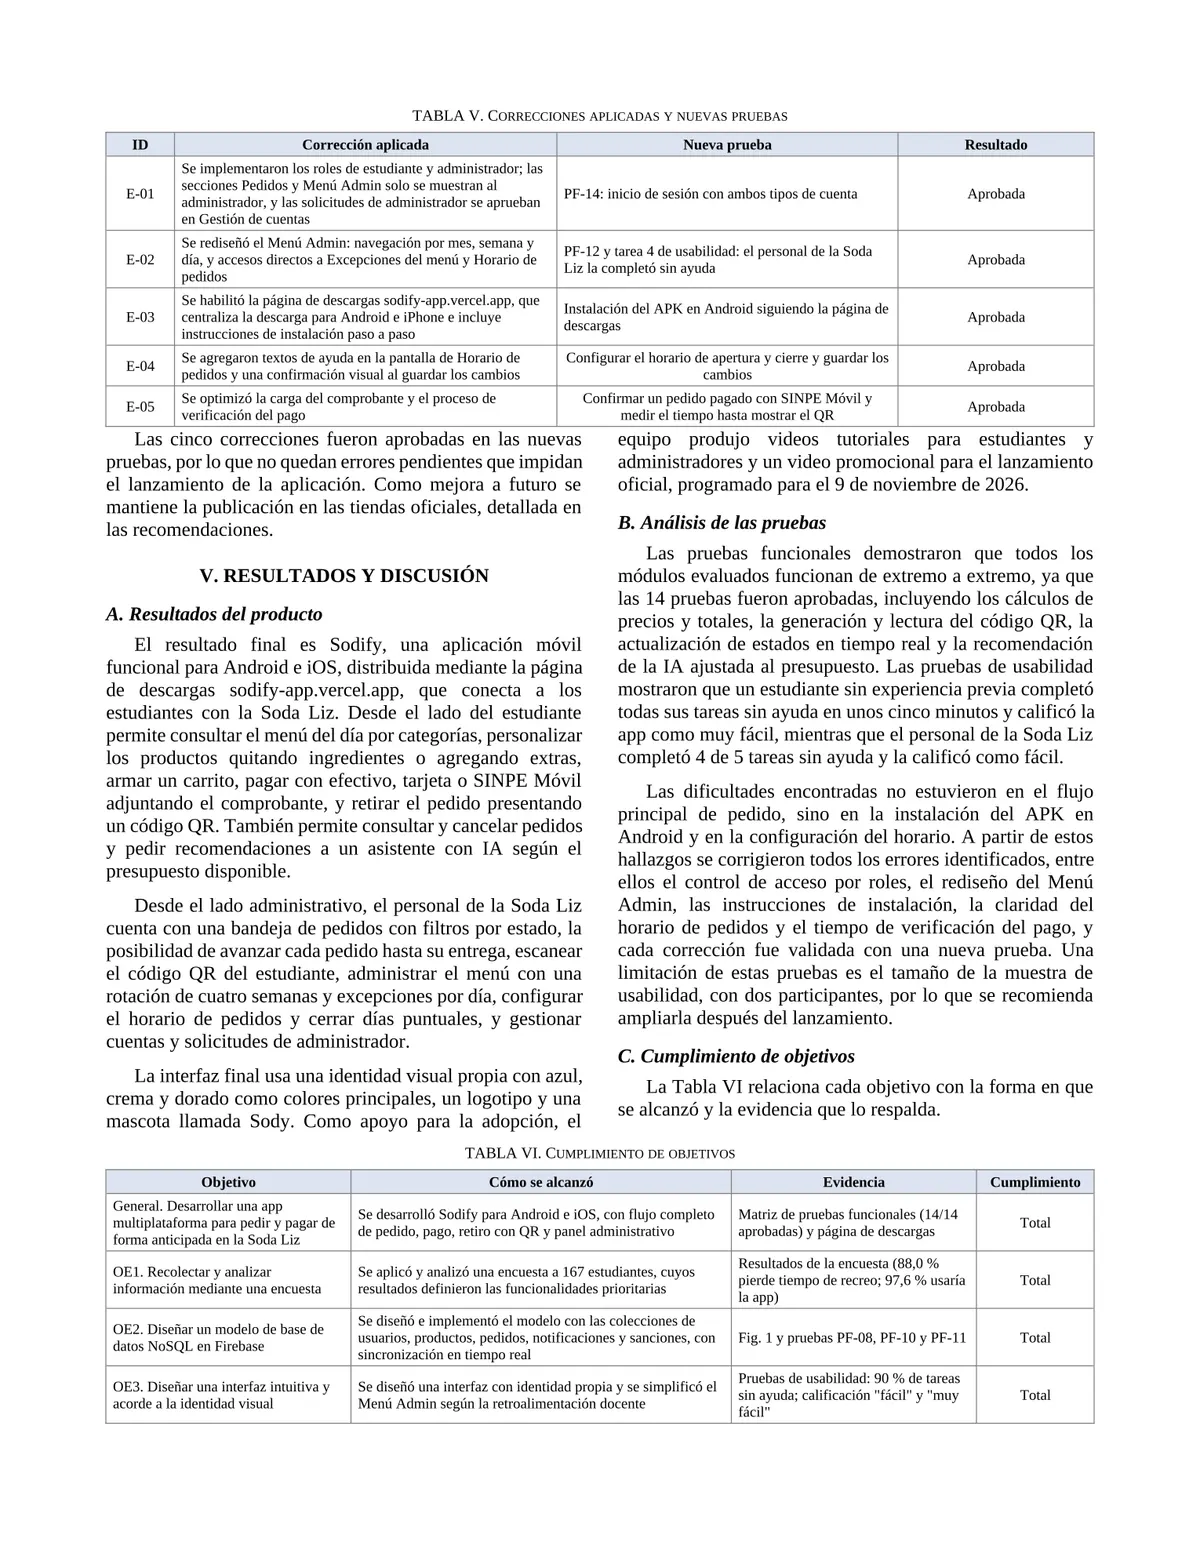 TABLA V. CORRECCIONES APLICADAS Y NUEVAS PRUEBAS
ID Corrección aplicada Nueva prueba Resultado
E-01
Se implementaron los roles de estudiante y administrador; las
secciones Pedidos y Menú Admin solo se muestran al
administrador, y las solicitudes de administrador se aprueban
en Gestión de cuentas
PF-14: inicio de sesión con ambos tipos de cuenta
Aprobada
E-02
Se rediseñó el Menú Admin: navegación por mes, semana y
día, y accesos directos a Excepciones del menú y Horario de
pedidos
PF-12 y tarea 4 de usabilidad: el personal de la Soda
Liz la completó sin ayuda
Aprobada
E-03
Se habilitó la página de descargas sodify-app.vercel.app, que
centraliza la descarga para Android e iPhone e incluye
instrucciones de instalación paso a paso
Instalación del APK en Android siguiendo la página de
descargas
Aprobada
E-04
Se agregaron textos de ayuda en la pantalla de Horario de
pedidos y una confirmación visual al guardar los cambios
Configurar el horario de apertura y cierre y guardar los
cambios
Aprobada
E-05
Se optimizó la carga del comprobante y el proceso de
verificación del pago
Confirmar un pedido pagado con SINPE Móvil y
medir el tiempo hasta mostrar el QR
Aprobada
Las cinco correcciones fueron aprobadas en las nuevas
pruebas, por lo que no quedan errores pendientes que impidan
el lanzamiento de la aplicación. Como mejora a futuro se
mantiene la publicación en las tiendas oficiales, detallada en
las recomendaciones.
V. RESULTADOS Y DISCUSIÓN
A. Resultados del producto
El resultado final es Sodify, una aplicación móvil
funcional para Android e iOS, distribuida mediante la página
de descargas sodify-app.vercel.app, que conecta a los
estudiantes con la Soda Liz. Desde el lado del estudiante
permite consultar el menú del día por categorías, personalizar
los productos quitando ingredientes o agregando extras,
armar un carrito, pagar con efectivo, tarjeta o SINPE Móvil
adjuntando el comprobante, y retirar el pedido presentando
un código QR. También permite consultar y cancelar pedidos
y pedir recomendaciones a un asistente con IA según el
presupuesto disponible.
Desde el lado administrativo, el personal de la Soda Liz
cuenta con una bandeja de pedidos con filtros por estado, la
posibilidad de avanzar cada pedido hasta su entrega, escanear
el código QR del estudiante, administrar el menú con una
rotación de cuatro semanas y excepciones por día, configurar
el horario de pedidos y cerrar días puntuales, y gestionar
cuentas y solicitudes de administrador.
La interfaz final usa una identidad visual propia con azul,
crema y dorado como colores principales, un logotipo y una
mascota llamada Sody. Como apoyo para la adopción, el
equipo produjo videos tutoriales para estudiantes y
administradores y un video promocional para el lanzamiento
oficial, programado para el 9 de noviembre de 2026.
B. Análisis de las pruebas
Las pruebas funcionales demostraron que todos los
módulos evaluados funcionan de extremo a extremo, ya que
las 14 pruebas fueron aprobadas, incluyendo los cálculos de
precios y totales, la generación y lectura del código QR, la
actualización de estados en tiempo real y la recomendación
de la IA ajustada al presupuesto. Las pruebas de usabilidad
mostraron que un estudiante sin experiencia previa completó
todas sus tareas sin ayuda en unos cinco minutos y calificó la
app como muy fácil, mientras que el personal de la Soda Liz
completó 4 de 5 tareas sin ayuda y la calificó como fácil.
Las dificultades encontradas no estuvieron en el flujo
principal de pedido, sino en la instalación del APK en
Android y en la configuración del horario. A partir de estos
hallazgos se corrigieron todos los errores identificados, entre
ellos el control de acceso por roles, el rediseño del Menú
Admin, las instrucciones de instalación, la claridad del
horario de pedidos y el tiempo de verificación del pago, y
cada corrección fue validada con una nueva prueba. Una
limitación de estas pruebas es el tamaño de la muestra de
usabilidad, con dos participantes, por lo que se recomienda
ampliarla después del lanzamiento.
C. Cumplimiento de objetivos
La Tabla VI relaciona cada objetivo con la forma en que
se alcanzó y la evidencia que lo respalda.
TABLA VI. CUMPLIMIENTO DE OBJETIVOS
Objetivo Cómo se alcanzó Evidencia Cumplimiento
General. Desarrollar una app
multiplataforma para pedir y pagar de
forma anticipada en la Soda Liz
Se desarrolló Sodify para Android e iOS, con flujo completo
de pedido, pago, retiro con QR y panel administrativo
Matriz de pruebas funcionales (14/14
aprobadas) y página de descargas
Total
OE1. Recolectar y analizar
información mediante una encuesta
Se aplicó y analizó una encuesta a 167 estudiantes, cuyos
resultados definieron las funcionalidades prioritarias
Resultados de la encuesta (88,0 %
pierde tiempo de recreo; 97,6 % usaría
la app)
Total
OE2. Diseñar un modelo de base de
datos NoSQL en Firebase
Se diseñó e implementó el modelo con las colecciones de
usuarios, productos, pedidos, notificaciones y sanciones, con
sincronización en tiempo real
Fig. 1 y pruebas PF-08, PF-10 y PF-11
Total
OE3. Diseñar una interfaz intuitiva y
acorde a la identidad visual
Se diseñó una interfaz con identidad propia y se simplificó el
Menú Admin según la retroalimentación docente
Pruebas de usabilidad: 90 % de tareas
sin ayuda; calificación "fácil" y "muy
fácil"
Total